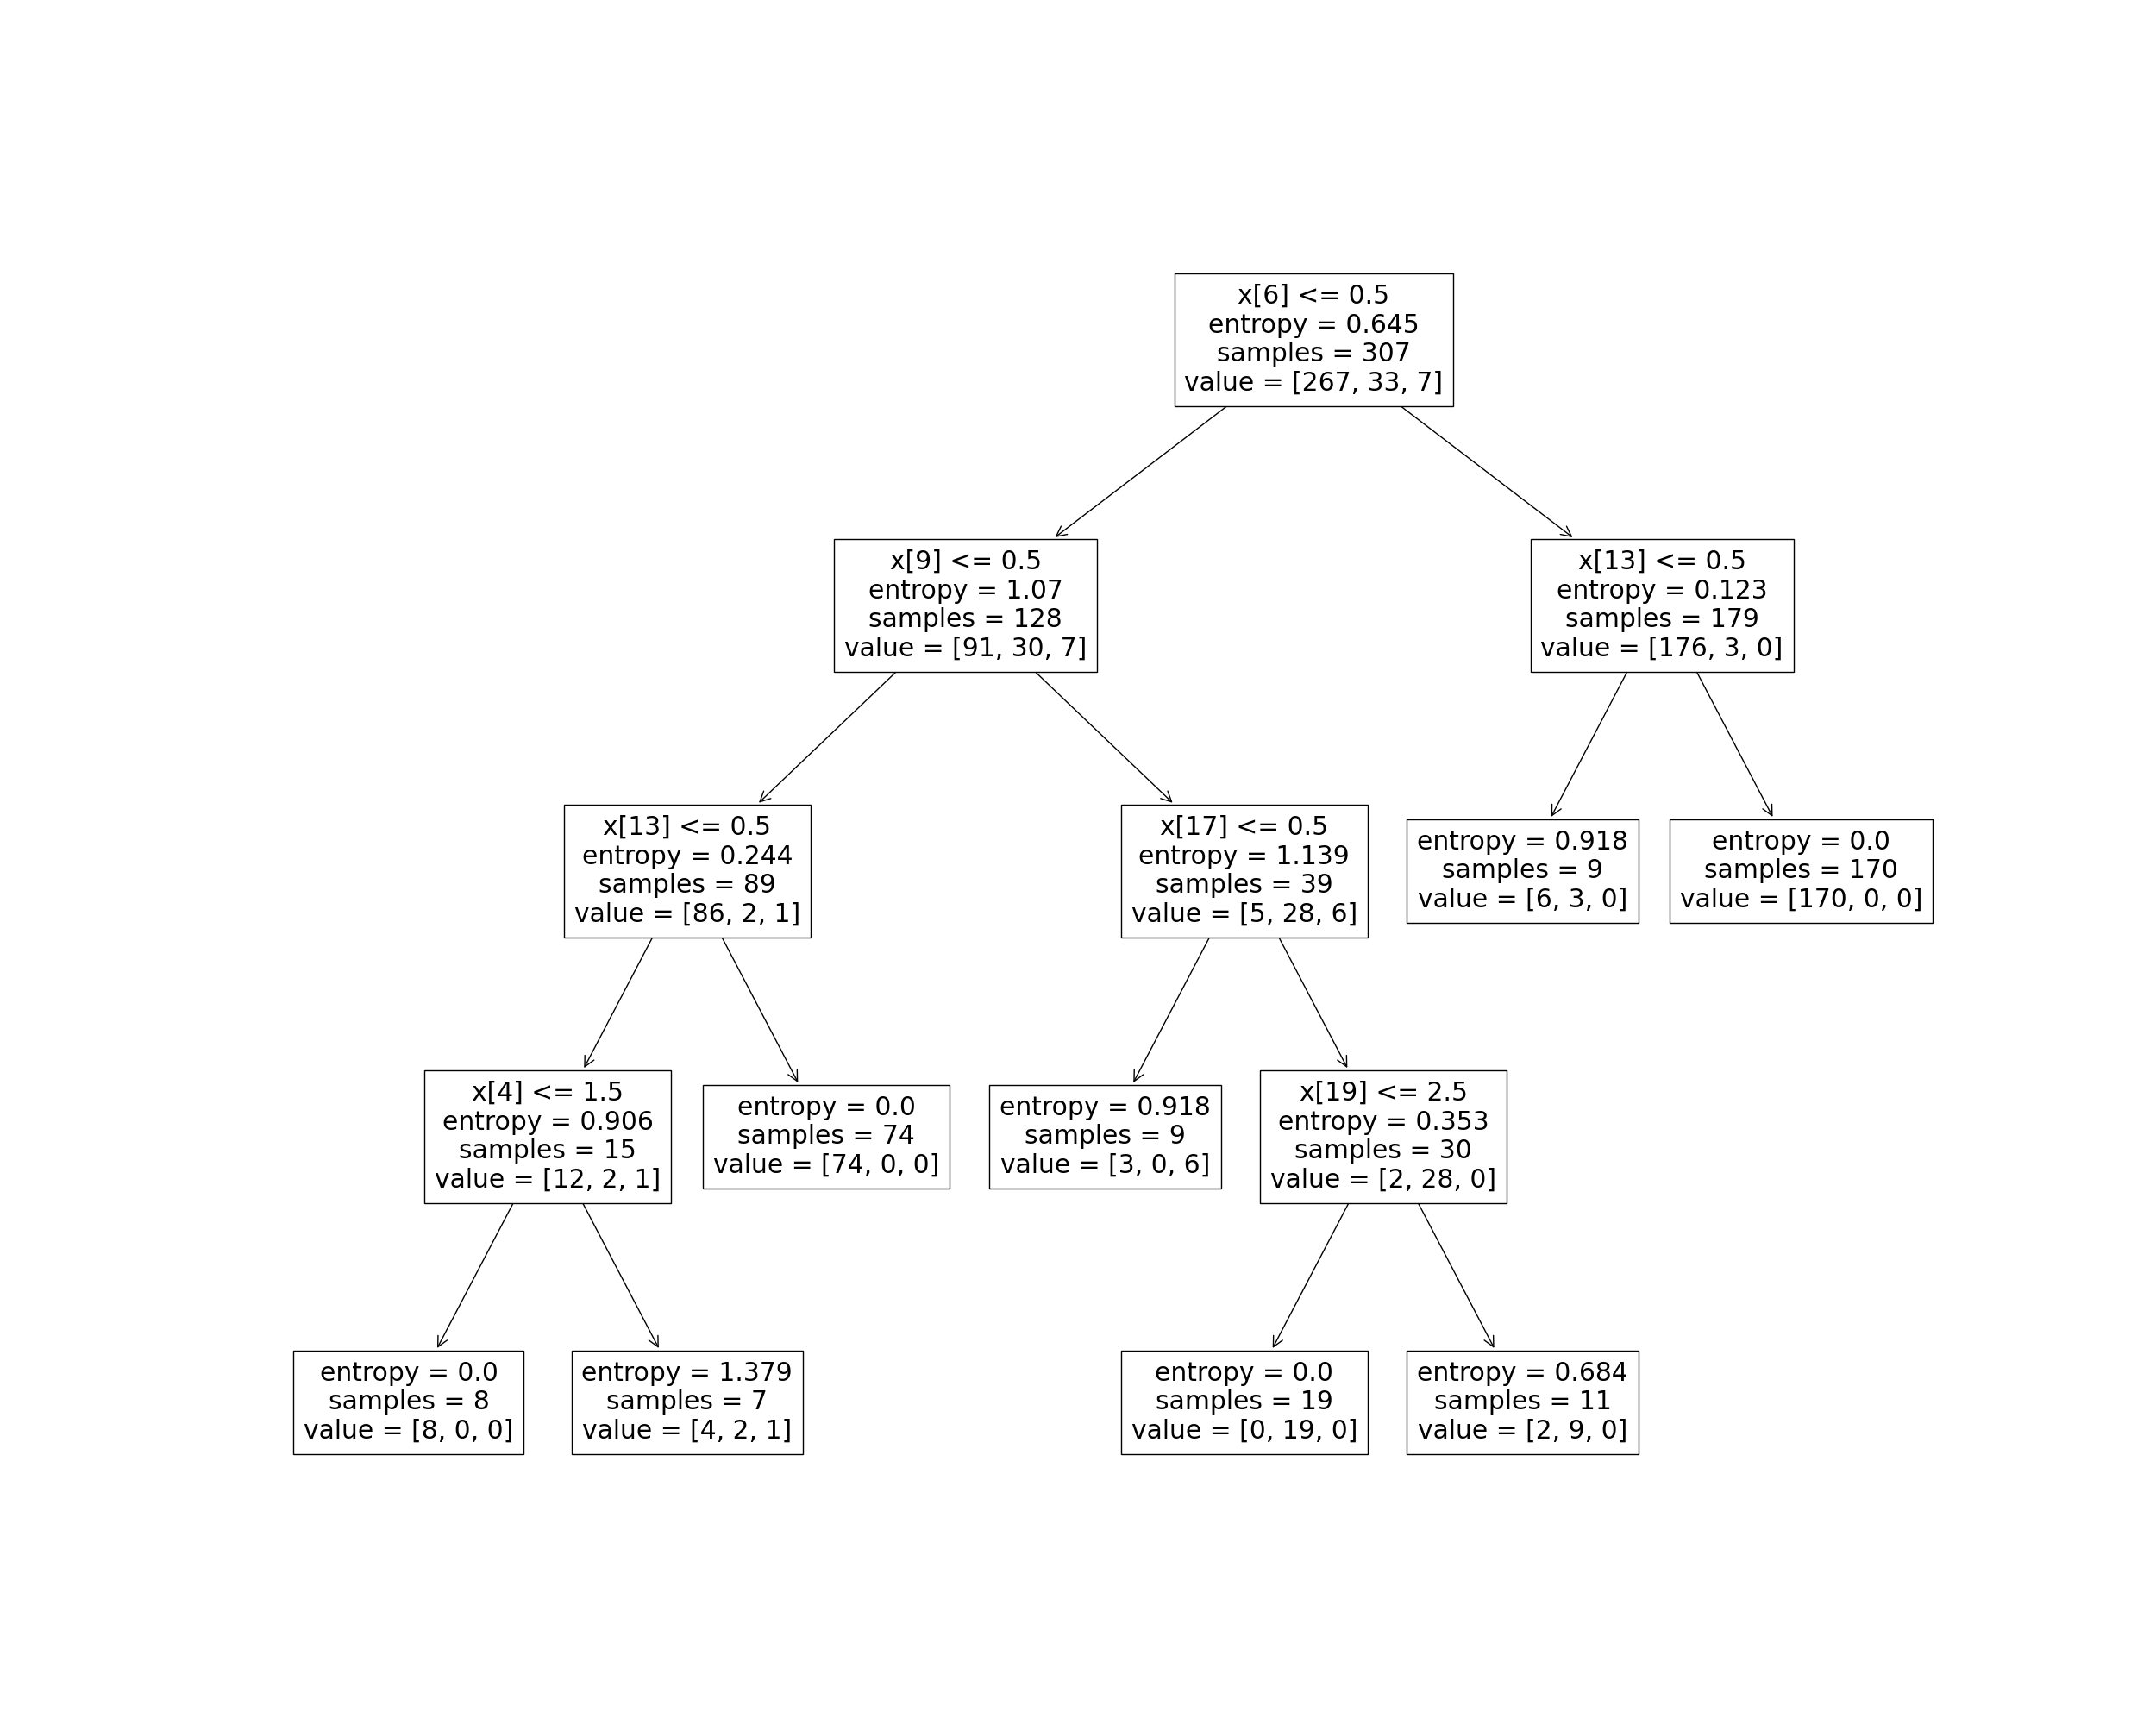 x[6] <= 0.5
entropy = 0.645
samples = 307
value = [267, 33, 7]
x[9] <= 0.5
entropy = 1.07
samples = 128
value = [91, 30, 7]
x[13] <= 0.5
entropy = 0.123
samples = 179
value = [176, 3, 0]
x[13] <= 0.5
entropy = 0.244
samples = 89
value = [86, 2, 1]
x[17] <= 0.5
entropy = 1.139
samples = 39
value = [5, 28, 6]
entropy = 0.918
samples = 9
value = [6, 3, 0]
entropy = 0.0
samples = 170
value = [170, 0, 0]
x[4] <= 1.5
entropy = 0.906
samples = 15
value = [12, 2, 1]
entropy = 0.0
samples = 74
value = [74, 0, 0]
entropy = 0.918
samples = 9
value = [3, 0, 6]
x[19] <= 2.5
entropy = 0.353
samples = 30
value = [2, 28, 0]
entropy = 0.0
samples = 8
value = [8, 0, 0]
entropy = 1.379
samples = 7
value = [4, 2, 1]
entropy = 0.0
samples = 19
value = [0, 19, 0]
entropy = 0.684
samples = 11
value = [2, 9, 0]